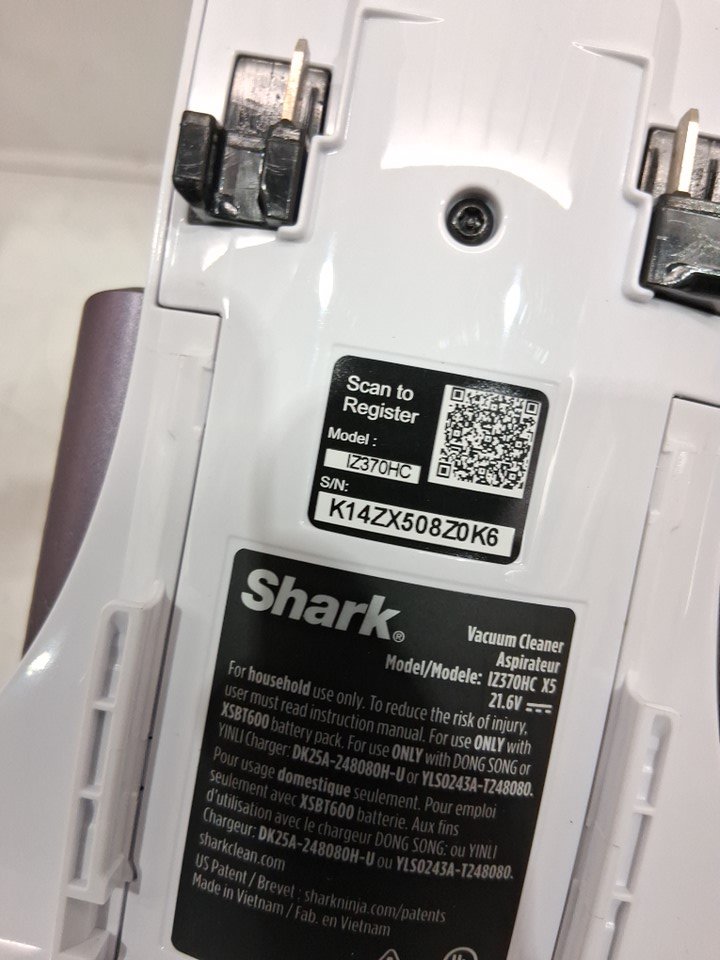 Scan to
Register
Model :
IZ370HC
S/N:
K14ZX508Z0K6
Shark®
Vacuum Cleaner
Aspirateur
Model/Modele: IZ370HC X5
21.6V
For household use only. To reduce the risk of injury,
user must read instruction manual. For use ONLY with
XSBT600 battery pack. For use ONLY with DONG SONG or
YINLI Charger: DK25A-248080H-U or YLS0243A-T248080.
Pour usage domestique seulement. Pour emploi
seulement avec XSBT600 batterie. Aux fins
d'utilisation avec le chargeur DONG SONG: ou YINLI
Chargeur: DK25A-248080H-U ou YLS0243A-T248080.
sharkclean.com
US Patent / Brevet : sharkninja.com/patents
Made in Vietnam / Fab. en Vietnam